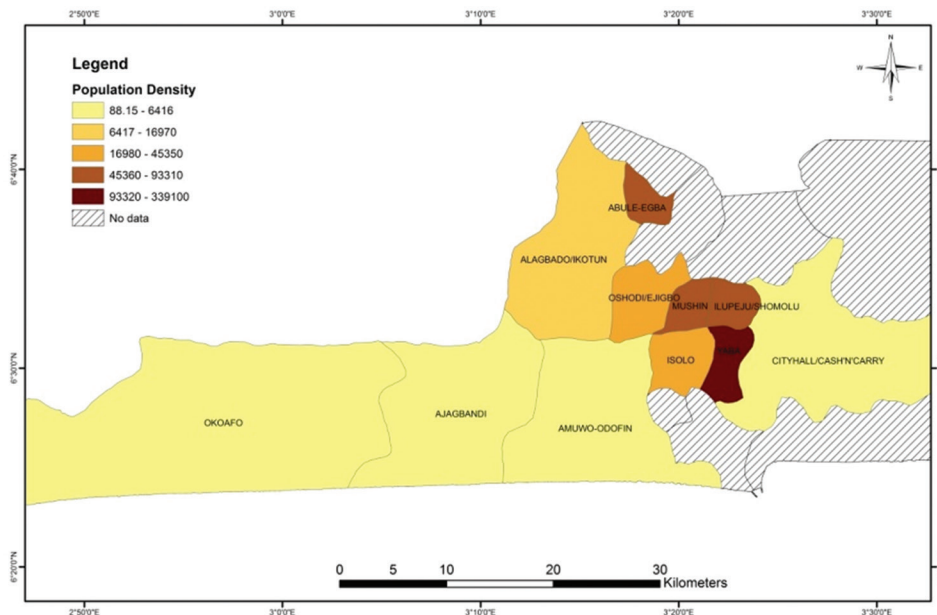 2°50'0"E 3°0'0"E 3°10'0"E 3°20'0"E 3°30'0"E
N
W E
S
Legend
Population Density
88.15 - 6416
6417 - 16970
16980 - 45350
45360 - 93310
93320 - 339100
No data
6°40'0"N
6°30'0"N
6°20'0"N
ABULE-EGBA
ALAGBADO/IKOTUN
OSHODI/EJIGBO
MUSHIN ILUPEJU/SHOMOLU
ISOLO
CITYHALL/CASH'N'CARRY
OKOAFO
AJAGBANDI
AMUWO-ODOFIN
0 5 10 20 30
Kilometers
2°50'0"E 3°0'0"E 3°10'0"E 3°20'0"E 3°30'0"E